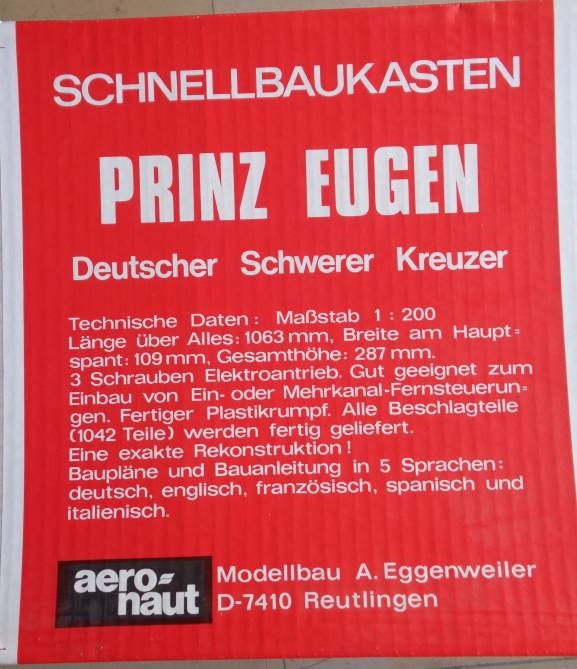 SCHNELLBAUKASTEN
PRINZ EUGEN
Deutscher Schwerer Kreuzer
Technische Daten: Maßstab 1 : 200
Länge über Alles: 1063 mm, Breite am Haupt=
spant: 109 mm, Gesamthöhe: 287 mm.
3 Schrauben Elektroantrieb. Gut geeignet zum
Einbau von Ein- oder Mehrkanal-Fernsteuerun=
gen. Fertiger Plastikrumpf. Alle Beschlagteile
(1042 Teile) werden fertig geliefert.
Eine exakte Rekonstruktion!
Baupläne und Bauanleitung in 5 Sprachen:
deutsch, englisch, französisch, spanisch und
italienisch.
aero=
naut
Modellbau A. Eggenweiler
D-7410 Reutlingen